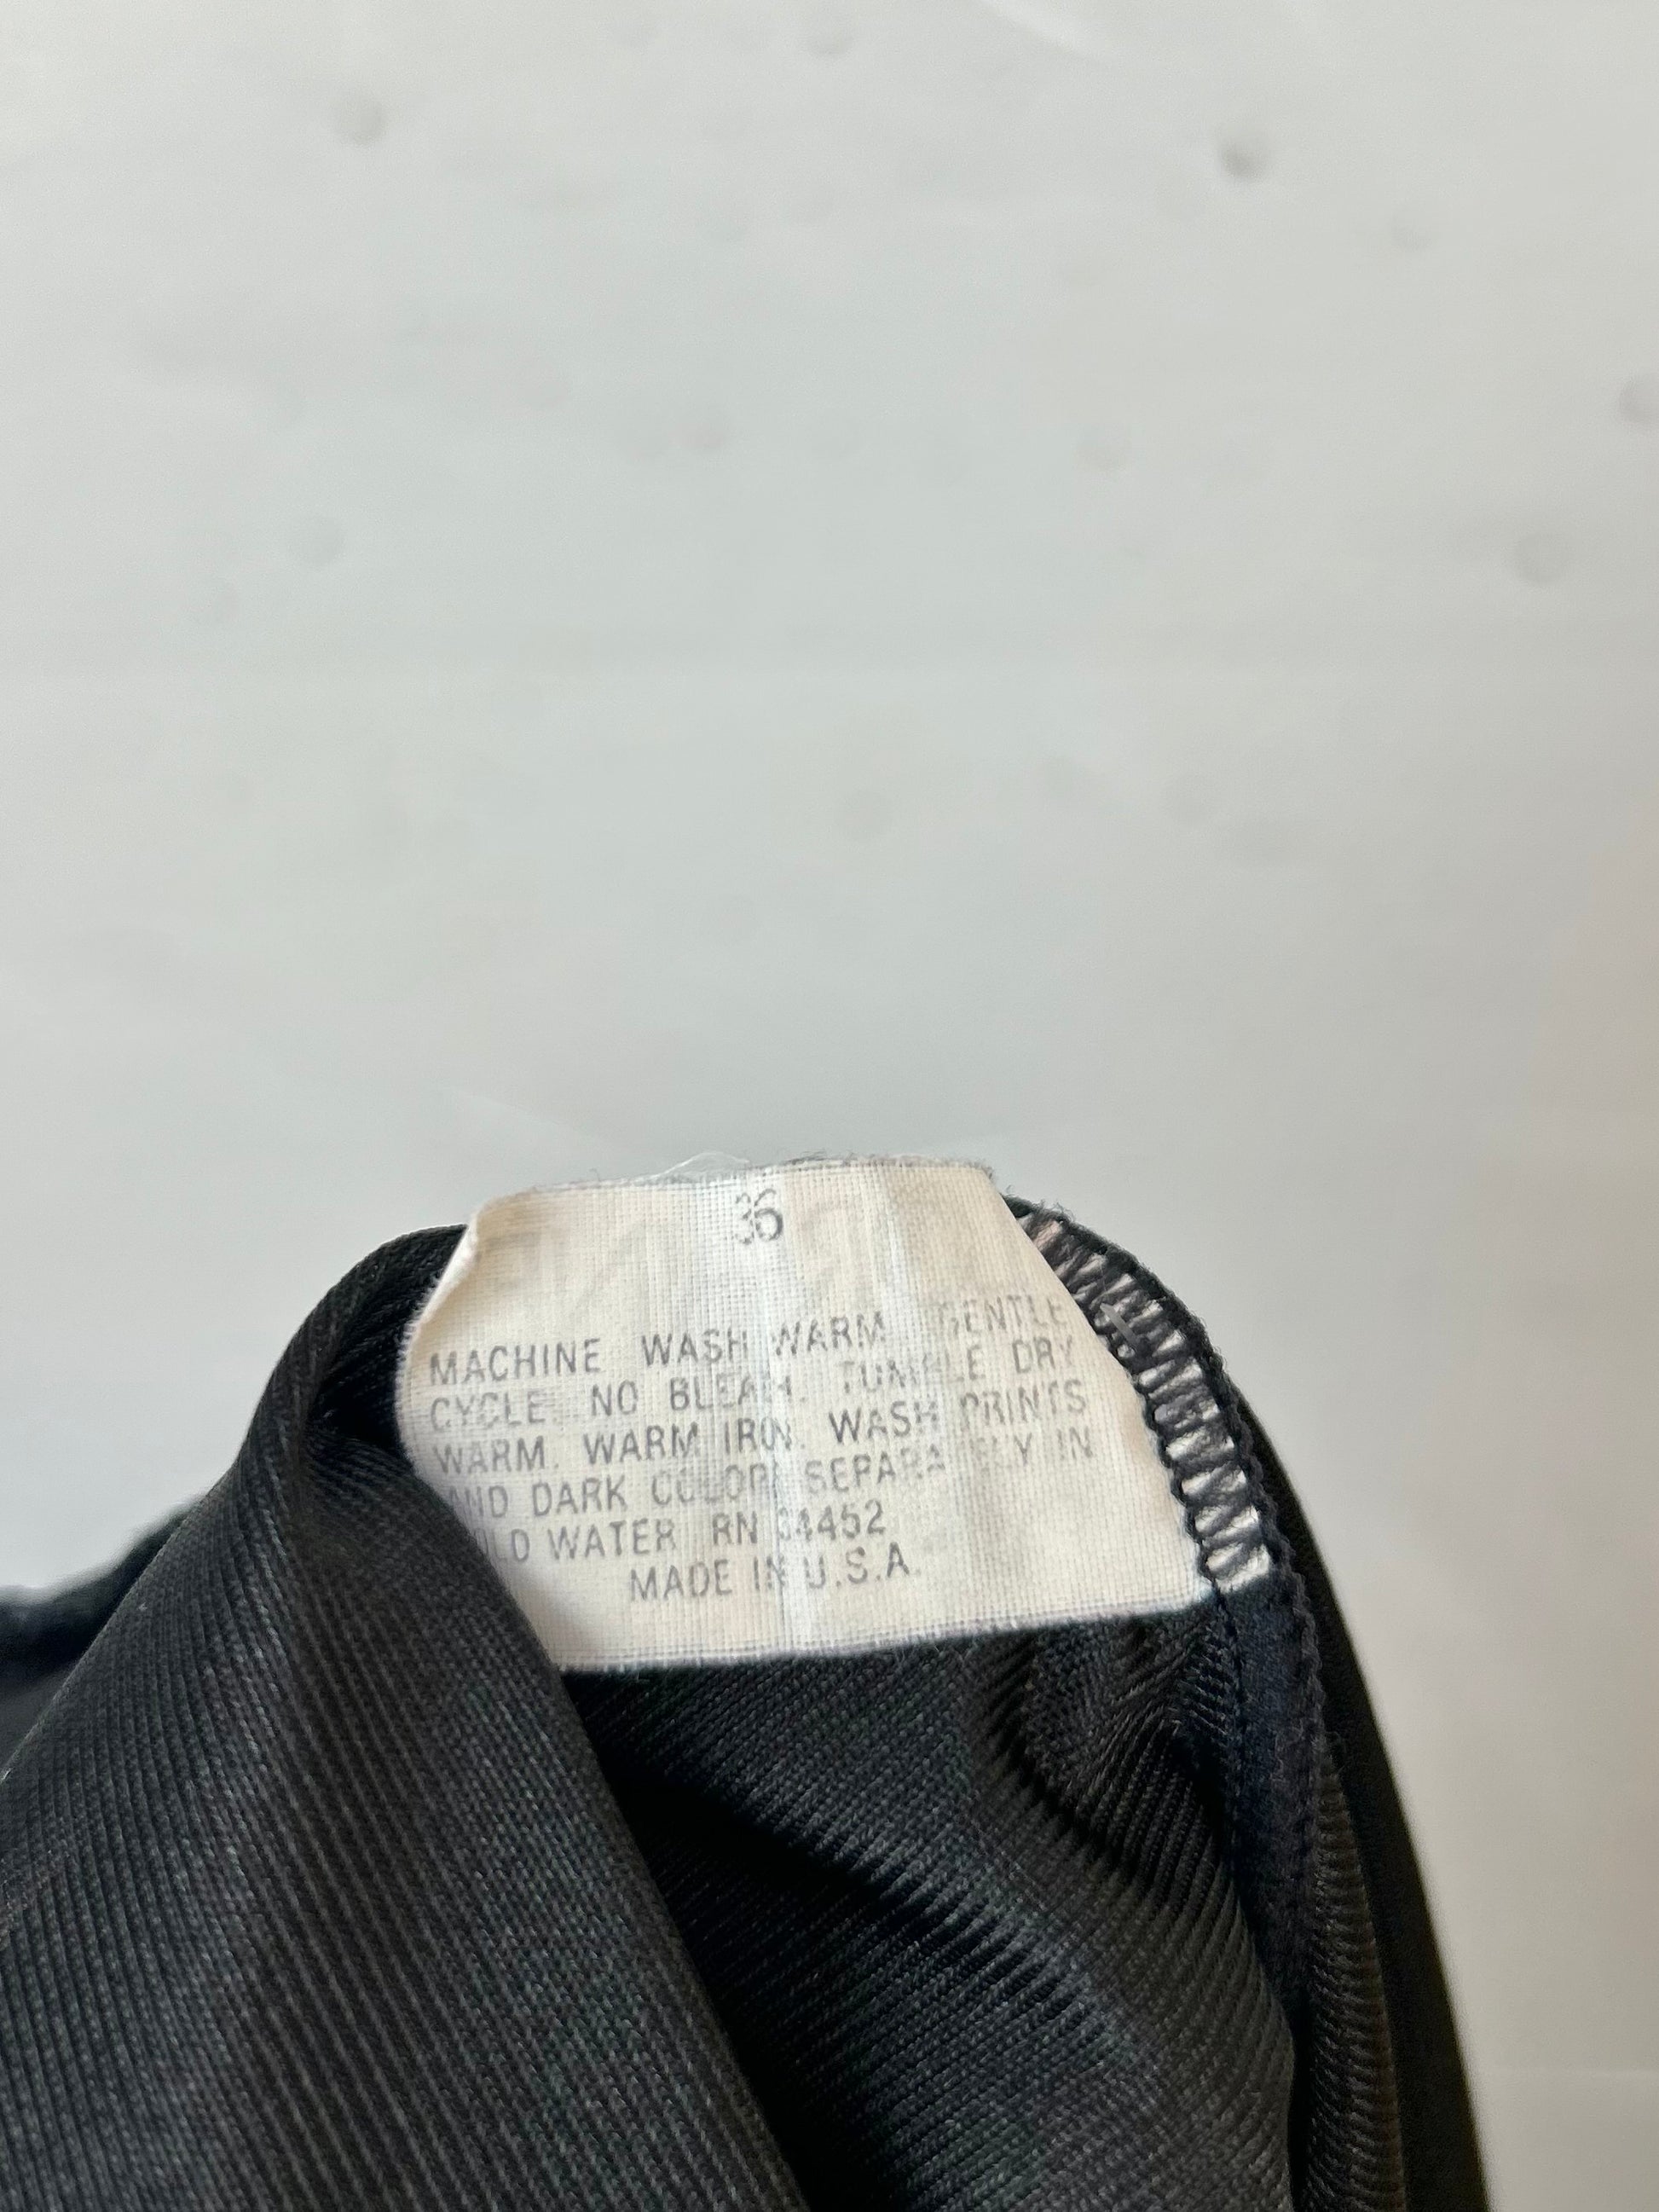 36
MACHINE WASH WARM GENTLE
CYCLE. NO BLEACH. TUMBLE DRY
WARM. WARM IRON. WASH PRINTS
AND DARK COLORS SEPARATELY IN
COLD WATER RN
MADE IN U.S.A.